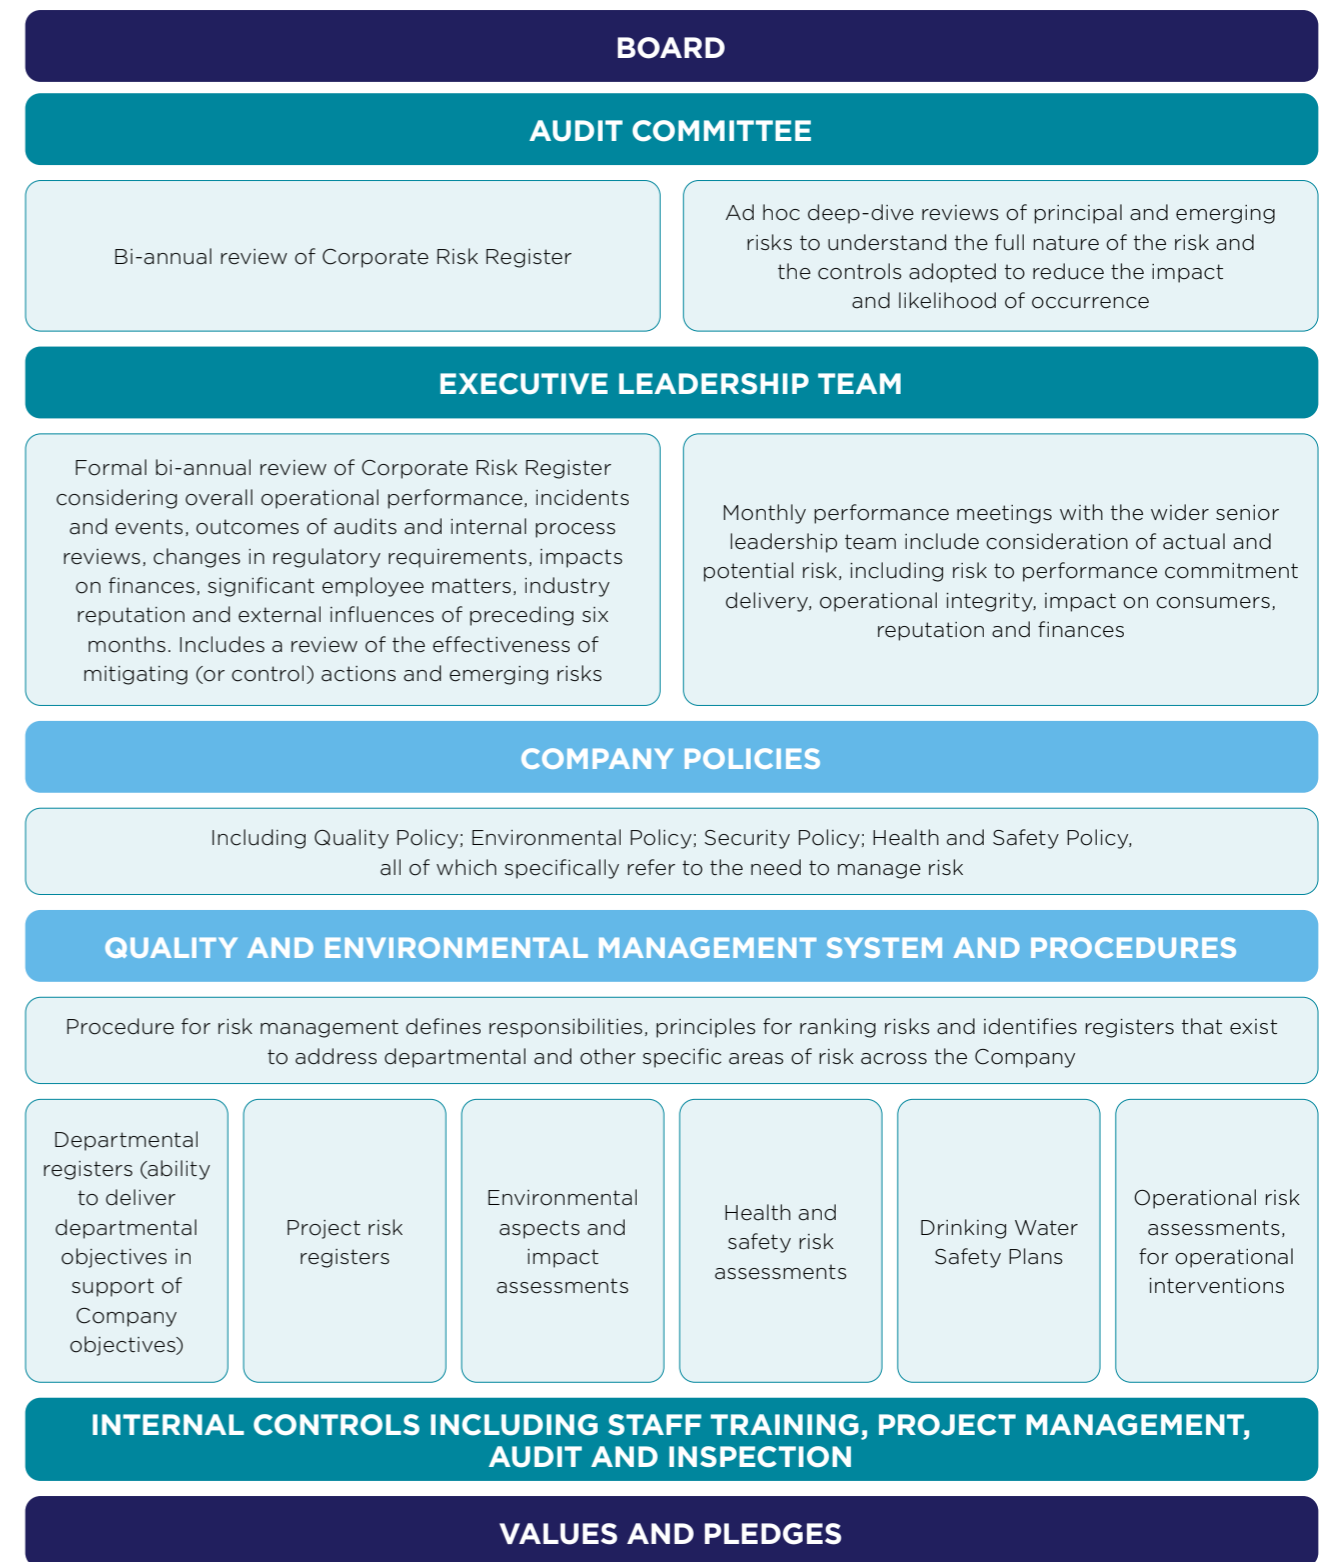 BOARD
AUDIT COMMITTEE
Bi-annual review of Corporate Risk Register
Ad hoc deep-dive reviews of principal and emerging
risks to understand the full nature of the risk and
the controls adopted to reduce the impact
and likelihood of occurrence
EXECUTIVE LEADERSHIP TEAM
Formal bi-annual review of Corporate Risk Register
considering overall operational performance, incidents
and events, outcomes of audits and internal process
reviews, changes in regulatory requirements, impacts
on finances, significant employee matters, industry
reputation and external influences of preceding six
months. Includes a review of the effectiveness of
mitigating (or control) actions and emerging risks
Monthly performance meetings with the wider senior
leadership team include consideration of actual and
potential risk, including risk to performance commitment
delivery, operational integrity, impact on consumers,
reputation and finances
COMPANY POLICIES
Including Quality Policy; Environmental Policy; Security Policy; Health and Safety Policy,
all of which specifically refer to the need to manage risk
QUALITY AND ENVIRONMENTAL MANAGEMENT SYSTEM AND PROCEDURES
Procedure for risk management defines responsibilities, principles for ranking risks and identifies registers that exist
to address departmental and other specific areas of risk across the Company
Departmental
registers (ability
to deliver
departmental
objectives in
support of
Company
objectives)
Project risk
registers
Environmental
aspects and
impact
assessments
Health and
safety risk
assessments
Drinking Water
Safety Plans
Operational risk
assessments,
for operational
interventions
INTERNAL CONTROLS INCLUDING STAFF TRAINING, PROJECT MANAGEMENT,
AUDIT AND INSPECTION
VALUES AND PLEDGES